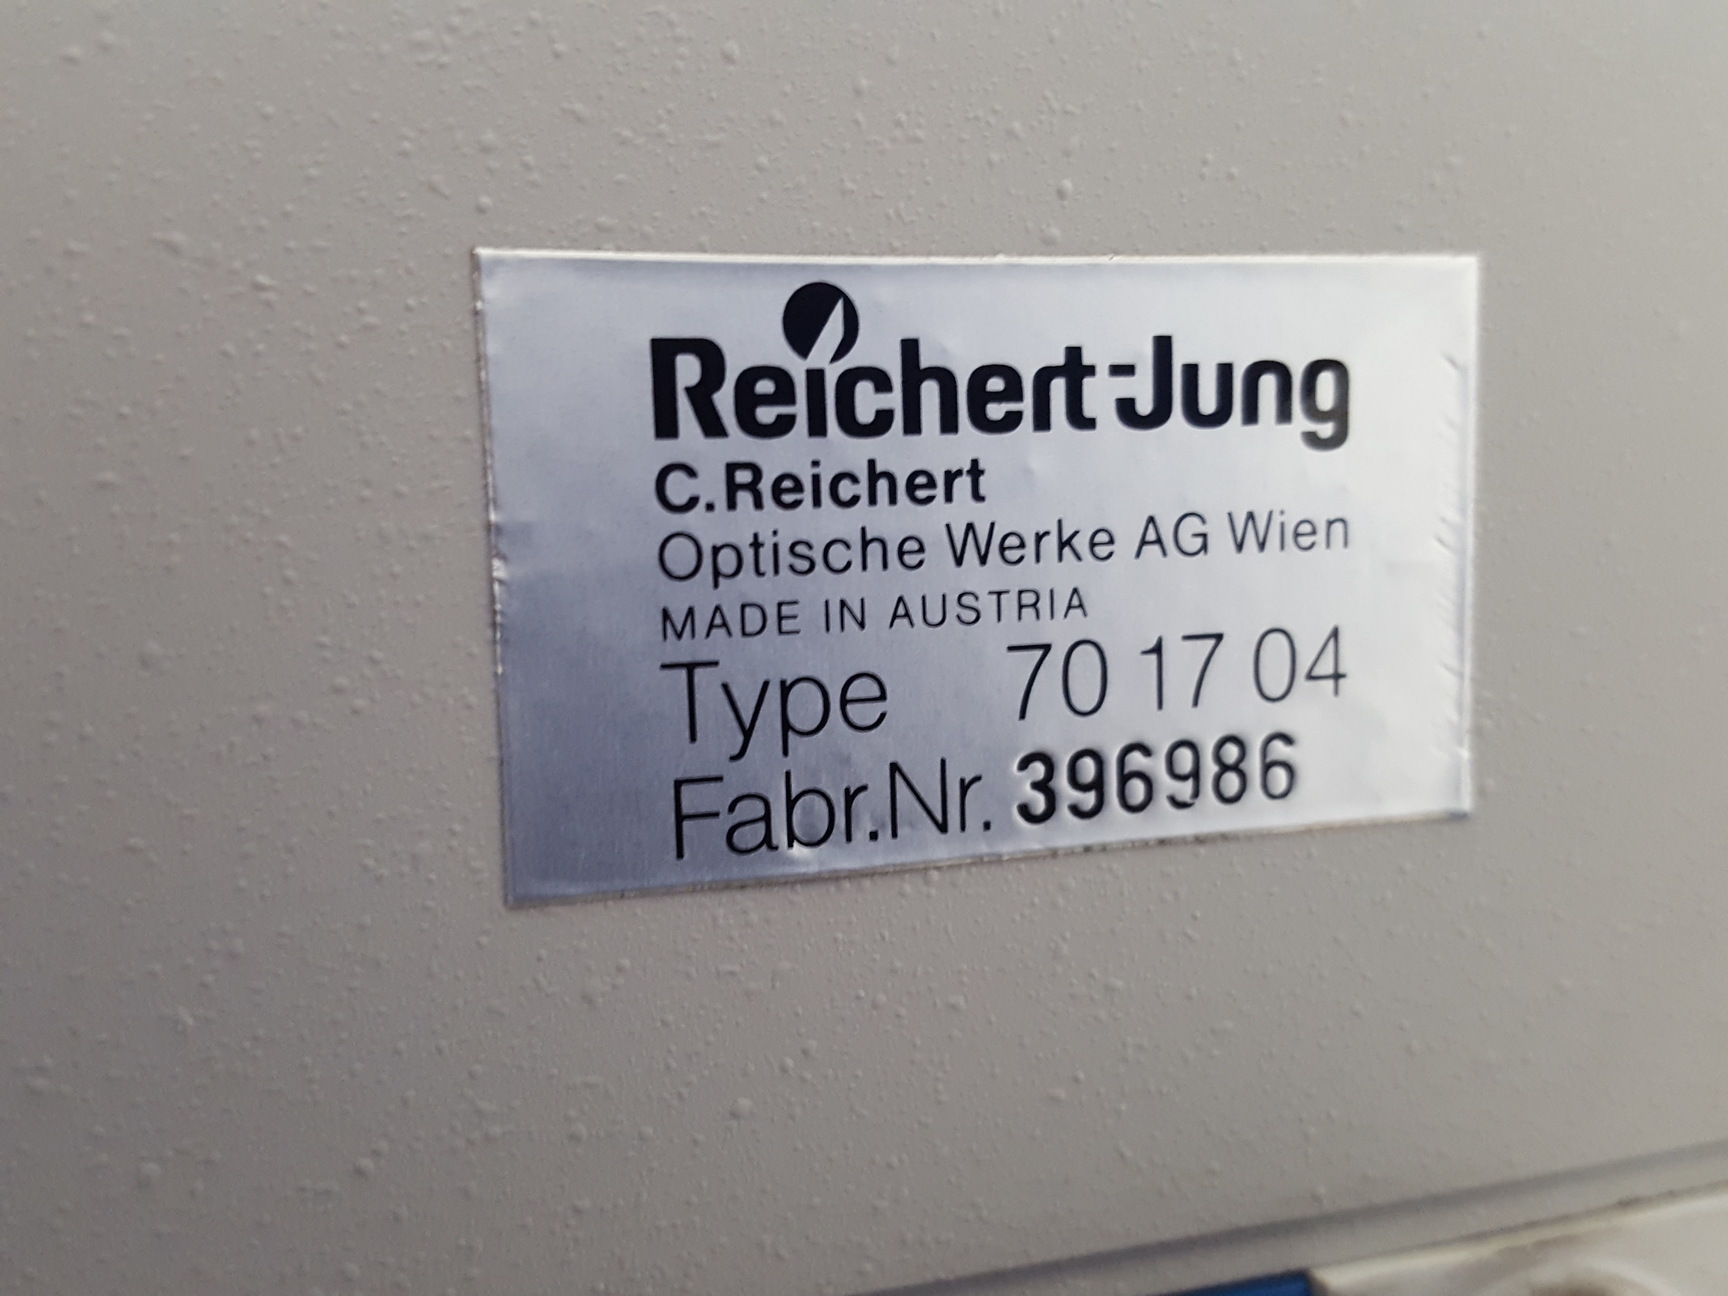 Reichert-Jung
C.Reichert
Optische Werke AG Wien
MADE IN AUSTRIA
Type 70 17 04
Fabr.Nr. 396986